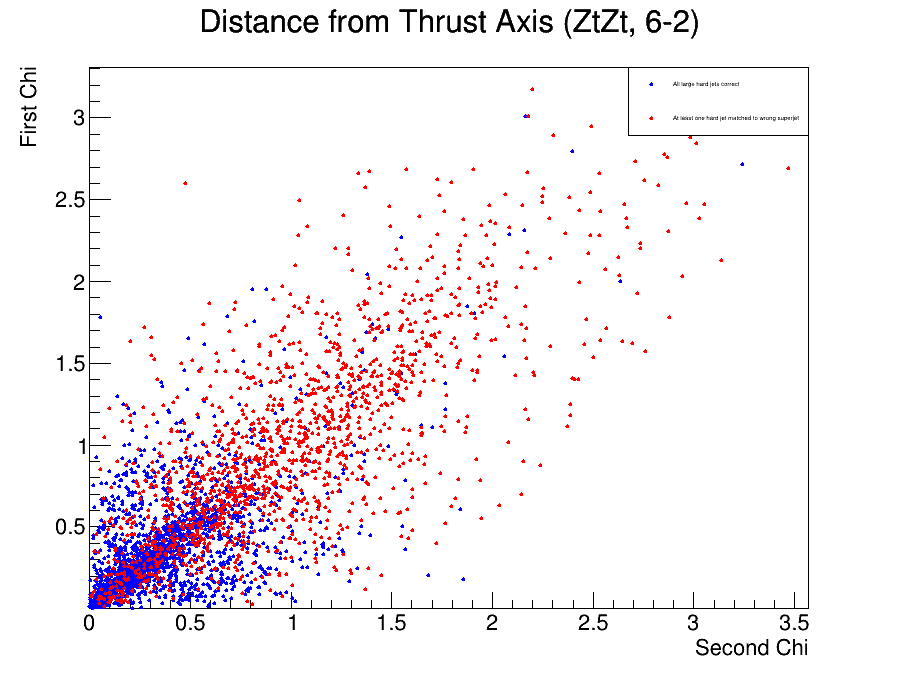 Distance from Thrust Axis (ZtZt, 6-2)
First Chi
All large hard jets correct
At least one hard jet matched to wrong superjet
3
2.5
2
1.5
1
0.5
0 0.5 1 1.5 2 2.5 3 3.5
Second Chi